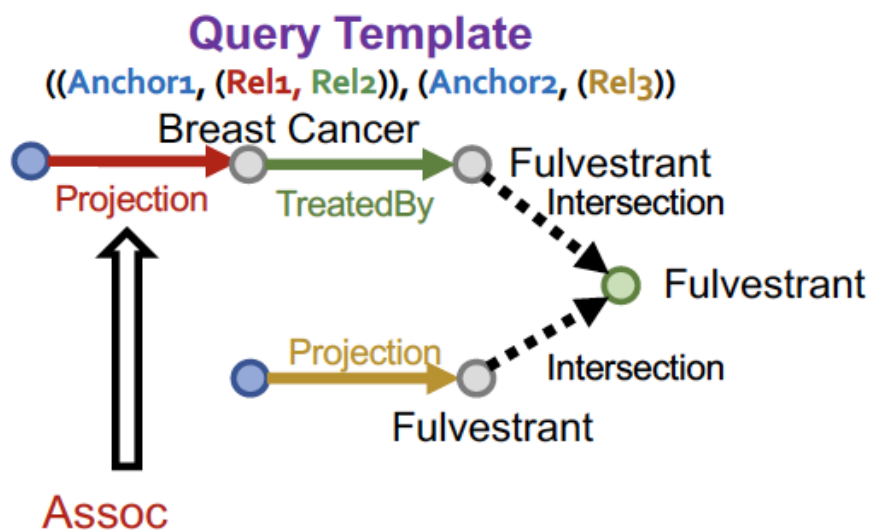 Query Template
((Anchor1, (Rel1, Rel2)), (Anchor2, (Rel3))
Breast Cancer
Fulvestrant
Projection
TreatedBy
Intersection
Fulvestrant
Projection
Intersection
Fulvestrant
Assoc